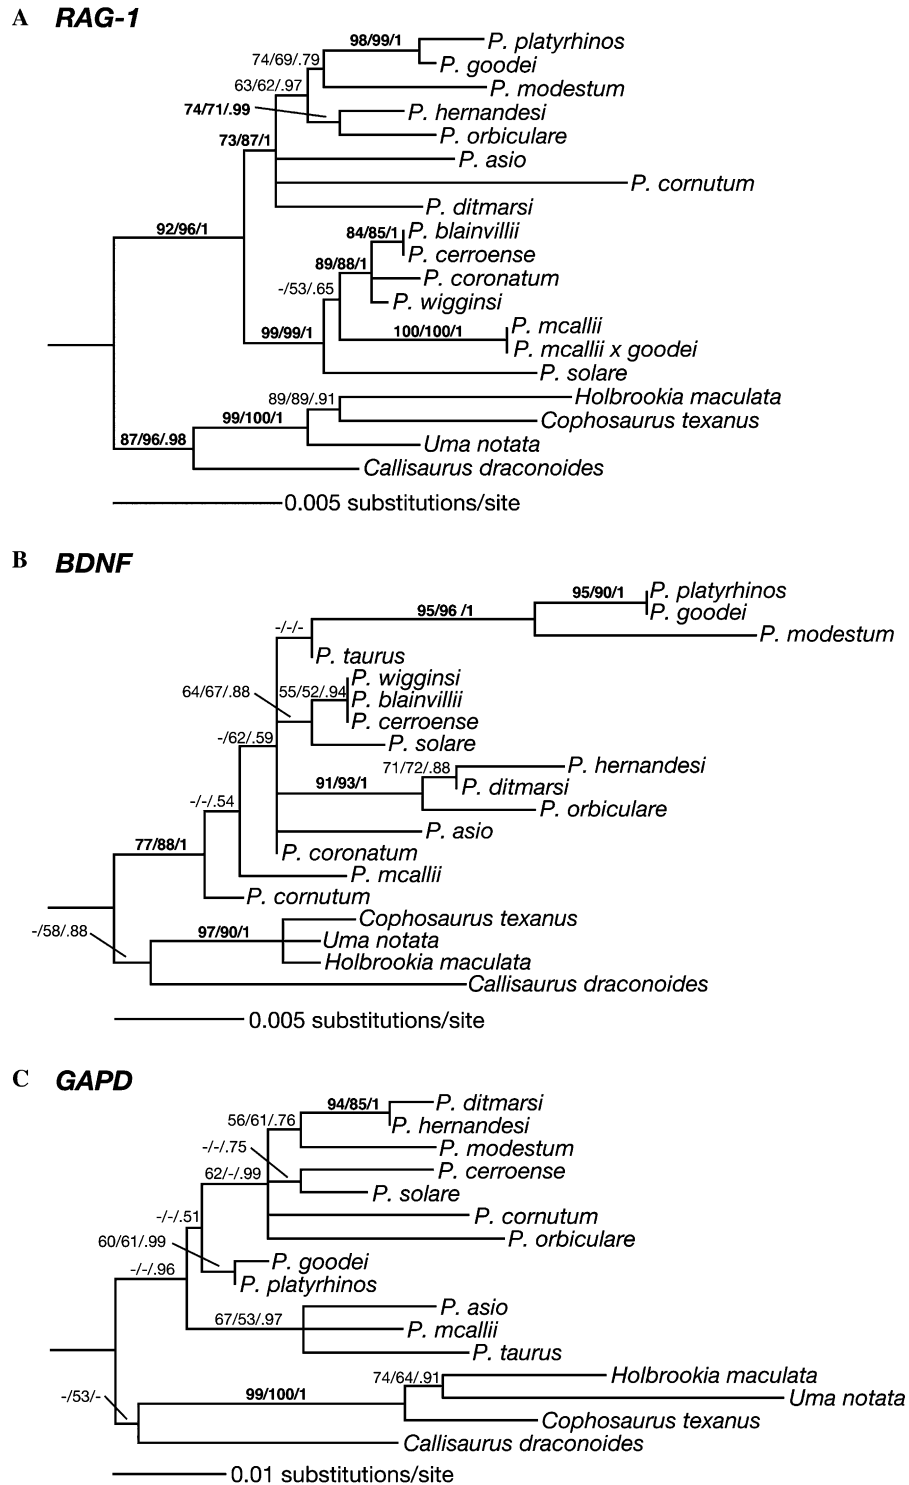 A RAG-1
98/99/1 P. platyrhinos
74/69/.79 P. goodei
63/62/.97 P. modestum
74/71/.99 P. hernandesi
P. orbiculare
73/87/1
P. asio
P. cornutum
P. ditmarsi
92/96/1 84/85/1 P. blainvillii
P. cerroense
89/88/1 P. coronatum
-/53/.65 P. wigginsi
99/99/1 100/100/1 P. mcallii
P. mcallii x goodei
P. solare
89/89/.91 Holbrookia maculata
99/100/1 Cophosaurus texanus
87/96/.98 Uma notata
Callisaurus draconoides
0.005 substitutions/site
B BDNF
95/90/1 P. platyrhinos
95/96 /1 P. goodei
-/-/- P. modestum
P. taurus
P. wigginsi
64/67/.88 55/52/.94 P. blainvillii
P. cerroense
-/62/.59 P. solare
71/72/.88 P. hernandesi
91/93/1 P. ditmarsi
-/-/.54 P. orbiculare
P. asio
77/88/1 P. coronatum
P. mcallii
P. cornutum
-/58/.88 Cophosaurus texanus
97/90/1 Uma notata
Holbrookia maculata
Callisaurus draconoides
0.005 substitutions/site
C GAPD
94/85/1 P. ditmarsi
56/61/.76 P. hernandesi
-/-/.75 P. modestum
62/-/.99 P. cerroense
P. solare
-/-/.51 P. cornutum
60/61/.99 P. orbiculare
-/-/.96 P. goodei
P. platyrhinos
67/53/.97 P. asio
P. mcallii
P. taurus
74/64/.91 Holbrookia maculata
-/53/- 99/100/1 Uma notata
Cophosaurus texanus
Callisaurus draconoides
0.01 substitutions/site